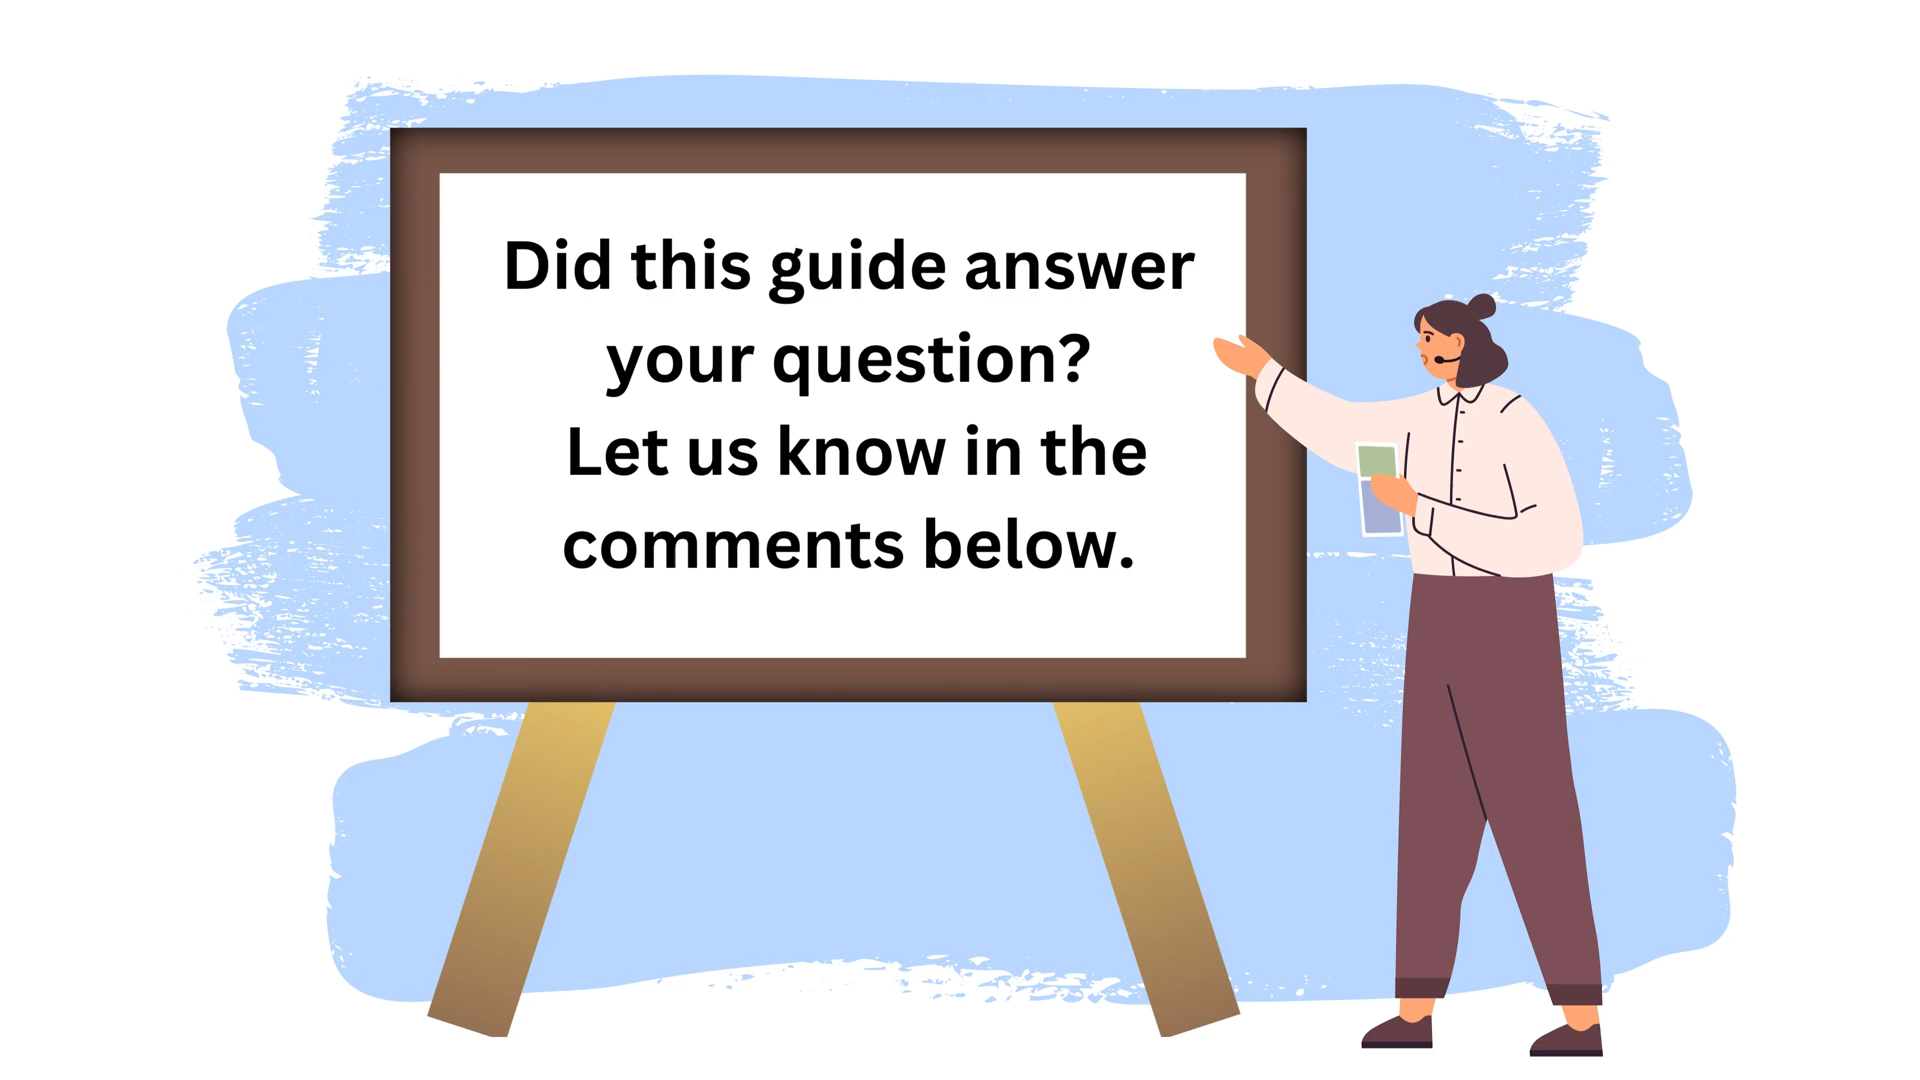 Did this guide answer
your question?
Let us know in the
comments below.